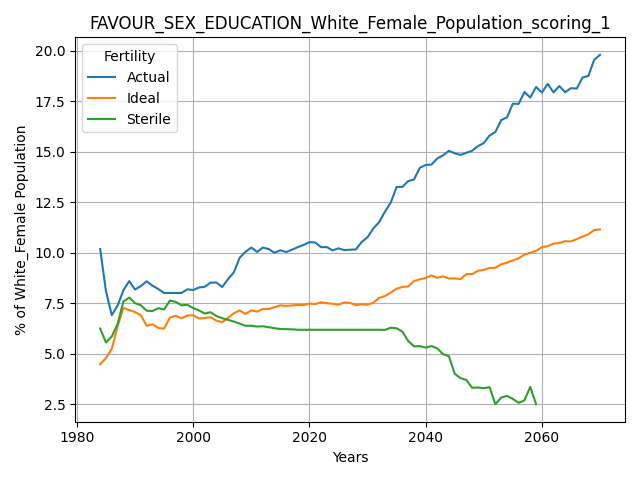 FAVOUR_SEX_EDUCATION_White_Female_Population_scoring_1
Fertility
Actual
Ideal
Sterile
% of White_Female Population
20.0
17.5
15.0
12.5
10.0
7.5
5.0
2.5
1980
2000
2020
2040
2060
Years